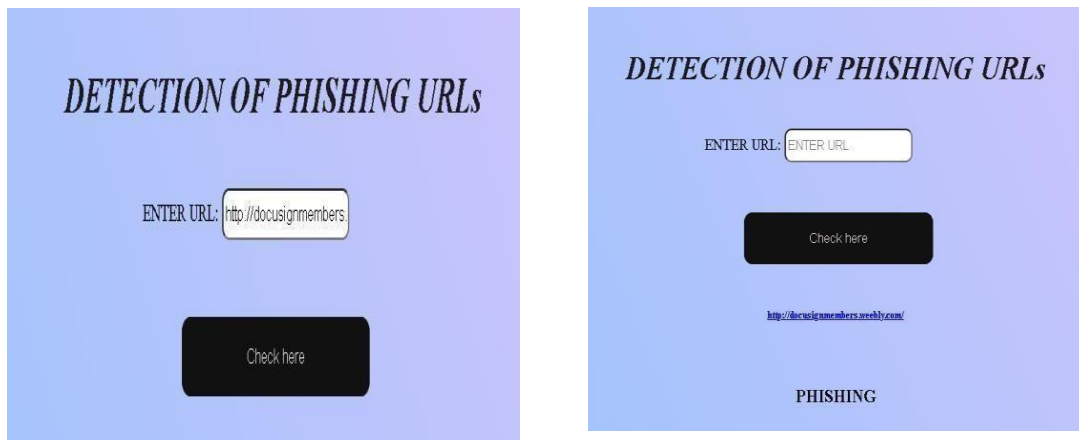 DETECTION OF PHISHING URLs
ENTER URL: http://docusignmembers.
Check here
DETECTION OF PHISHING URLs
ENTER URL: ENTER URL
Check here
http://docusignmembers.weebly.com/
PHISHING